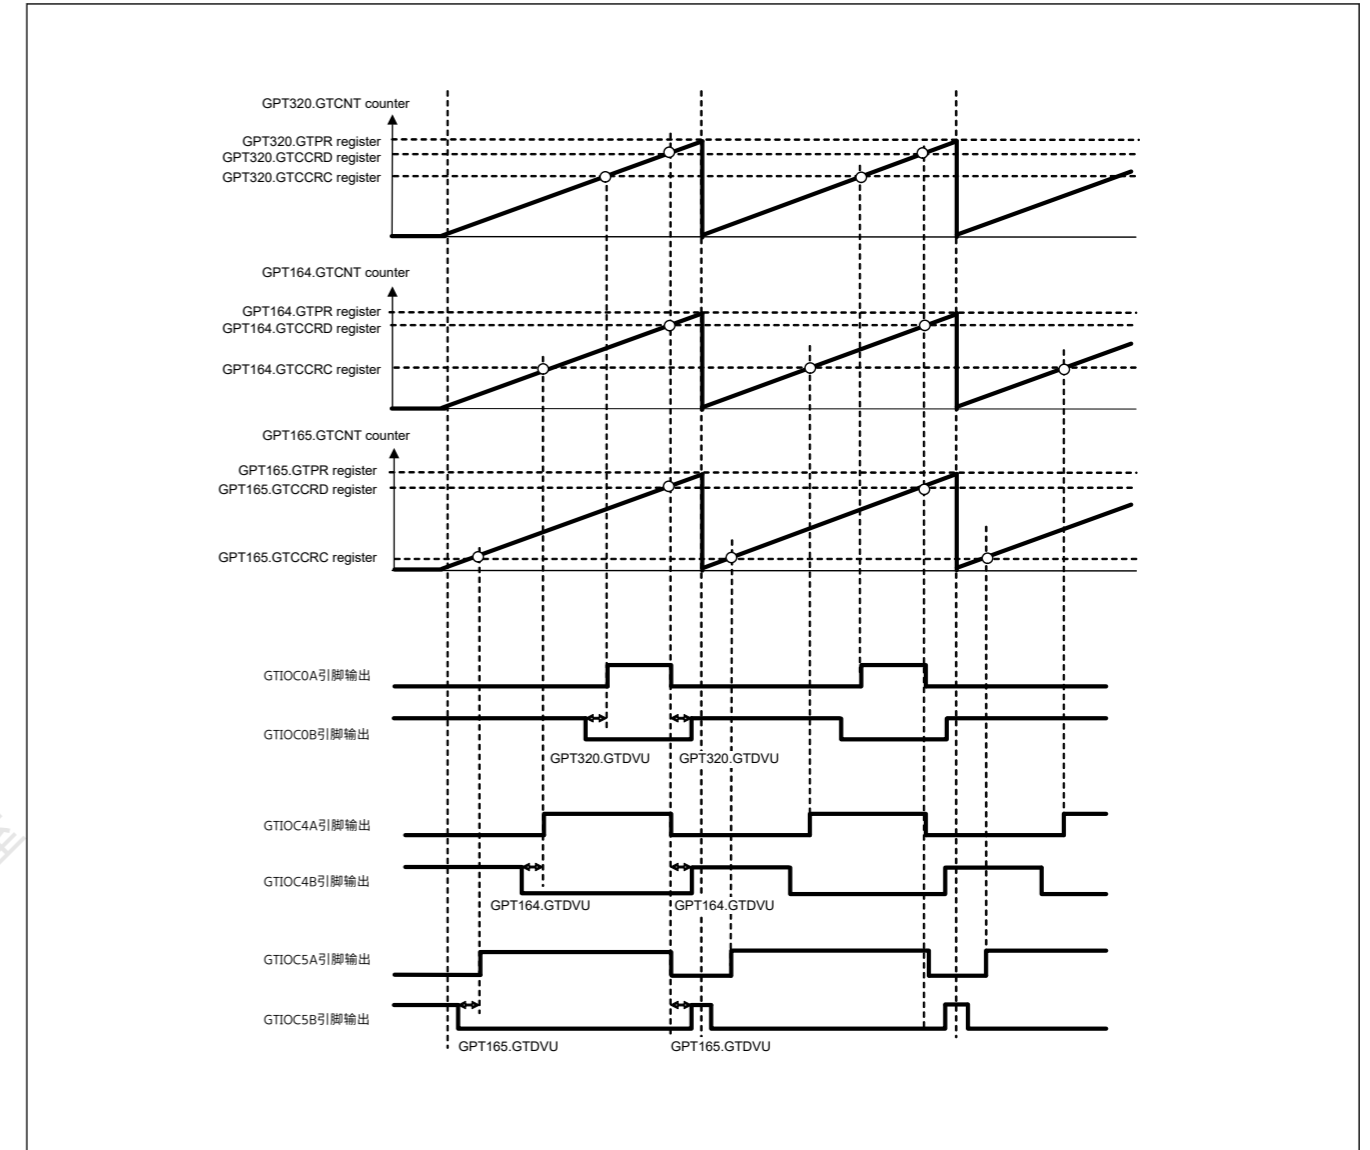 GPT320.GTCNT counter
GPT320.GTPR register
GPT320.GTCCRD register
GPT320.GTCCRC register
GPT164.GTCNT counter
GPT164.GTPR register
GPT164.GTCCRD register
GPT164.GTCCRC register
GPT165.GTCNT counter
GPT165.GTPR register
GPT165.GTCCRD register
GPT165.GTCCRC register
GTIOC0A引脚输出
GTIOC0B引脚输出
GPT320.GTDVU GPT320.GTDVU
GTIOC4A引脚输出
GTIOC4B引脚输出
GPT164.GTDVU GPT164.GTDVU
GTIOC5A引脚输出
GTIOC5B引脚输出
GPT165.GTDVU GPT165.GTDVU